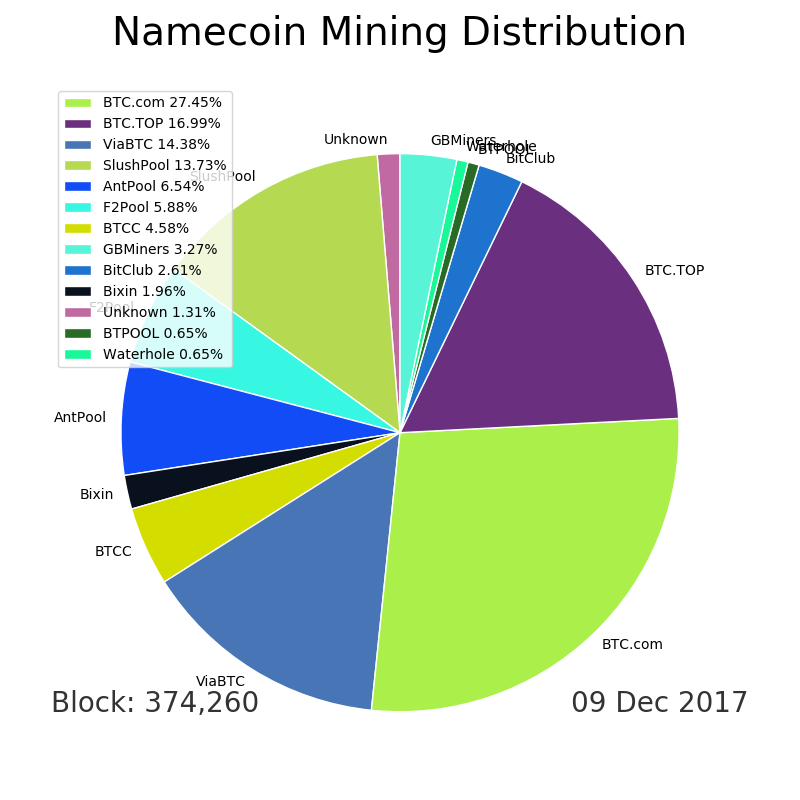 Namecoin Mining Distribution
BTC.com 27.45%
BTC.TOP 16.99%
ViaBTC 14.38%
SlushPool 13.73%
AntPool 6.54%
F2Pool 5.88%
BTCC 4.58%
GBMiners 3.27%
BitClub 2.61%
Bixin 1.96%
Unknown 1.31%
BTPOOL 0.65%
Waterhole 0.65%
Unknown
GBMiners
Waterhole
BTPOOL
BitClub
SlushPool
BTC.TOP
F2Pool
AntPool
Bixin
BTCC
BTC.com
ViaBTC
Block: 374,260
09 Dec 2017